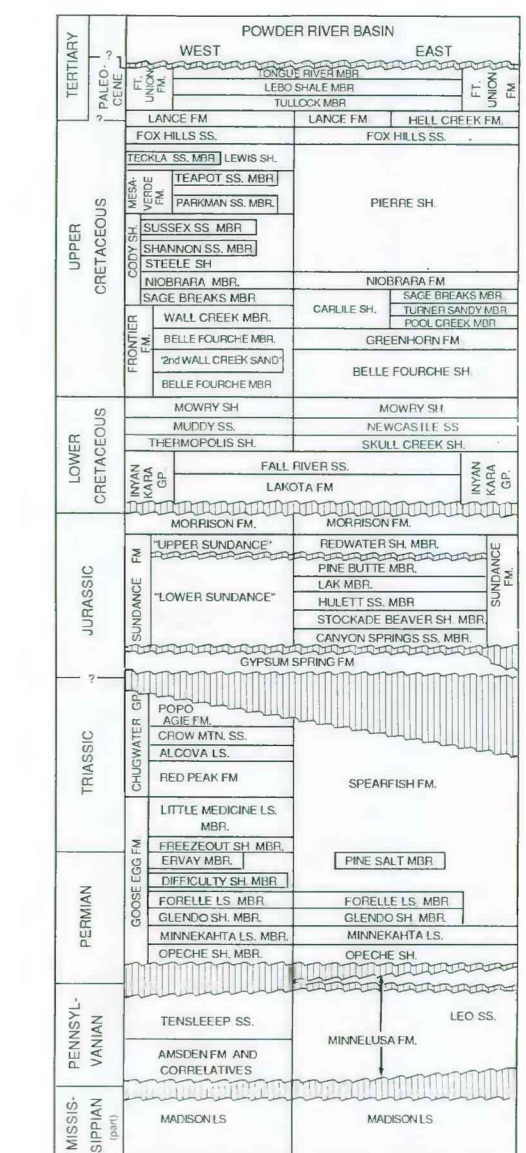 POWDER RIVER BASIN
WEST EAST
TERTIARY
PALEO-
CENE
?
FT.
UNION
FM.
TONGUE RIVER MBR.
LEBO SHALE MBR
TULLOCK MBR
FT.
UNION
FM.
?
LANCE FM LANCE FM HELL CREEK FM.
FOX HILLS SS. FOX HILLS SS.
UPPER
CRETACEOUS
TECKLA SS. MBR LEWIS SH.
MESA-
VERDE
FM.
TEAPOT SS. MBR
PARKMAN SS. MBR.
PIERRE SH.
CODY SH.
SUSSEX SS MBR
SHANNON SS. MBR
STEELE SH
NIOBRARA MBR. NIOBRARA FM
SAGE BREAKS MBR
CARLILE SH.
SAGE BREAKS MBR.
TURNER SANDY MBR
POOL CREEK MBR
FRONTIER
FM.
WALL CREEK MBR.
BELLE FOURCHE MBR. GREENHORN FM
"2nd WALL CREEK SAND"
BELLE FOURCHE MBR
BELLE FOURCHE SH.
LOWER
CRETACEOUS
MOWRY SH MOWRY SH
MUDDY SS. NEWCASTLE SS
THERMOPOLIS SH. SKULL CREEK SH.
INYAN
KARA
GP.
FALL RIVER SS.
LAKOTA FM
INYAN
KARA
GP.
JURASSIC
MORRISON FM. MORRISON FM.
SUNDANCE FM
"UPPER SUNDANCE" REDWATER SH. MBR.
"LOWER SUNDANCE"
PINE BUTTE MBR.
LAK MBR.
HULETT SS. MBR
STOCKADE BEAVER SH. MBR.
CANYON SPRINGS SS. MBR.
SUNDANCE
FM.
GYPSUM SPRING FM
?
TRIASSIC
CHUGWATER GP.
POPO
AGIE FM.
CROW MTN. SS.
ALCOVA LS.
RED PEAK FM
SPEARFISH FM.
GOOSE EGG FM.
LITTLE MEDICINE LS.
MBR.
FREEZEOUT SH MBR.
PERMIAN
ERVAY MBR. PINE SALT MBR
DIFFICULTY SH. MBR
FORELLE LS. MBR FORELLE LS. MBR
GLENDO SH. MBR. GLENDO SH. MBR.
MINNEKAHTA LS. MBR. MINNEKAHTA LS.
OPECHE SH. MBR. OPECHE SH.
PENNSYL-
VANIAN
TENSLEEEP SS.
LEO SS.
MINNELUSA FM.
AMSDEN FM AND
CORRELATIVES
MISSIS-
SIPPIAN
(part)
MADISON LS MADISON LS